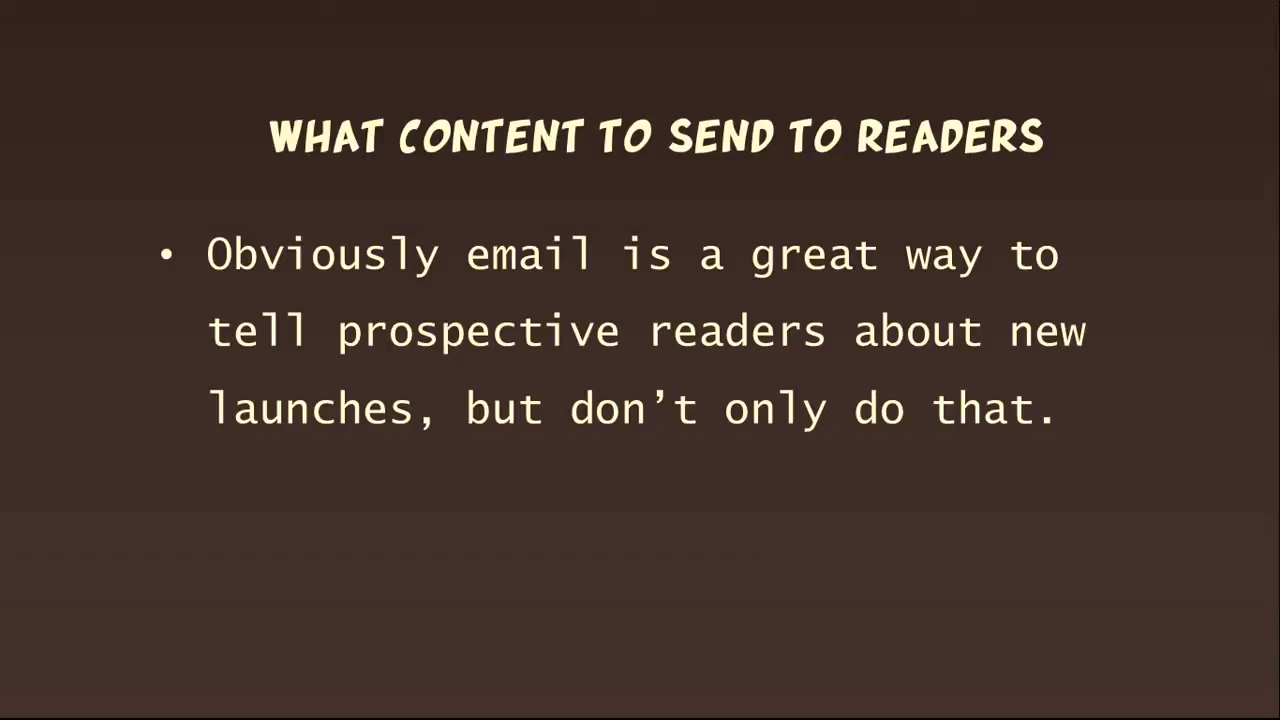 WHAT CONTENT TO SEND TO READERS
• Obviously email is a great way to
tell prospective readers about new
launches, but don’t only do that.